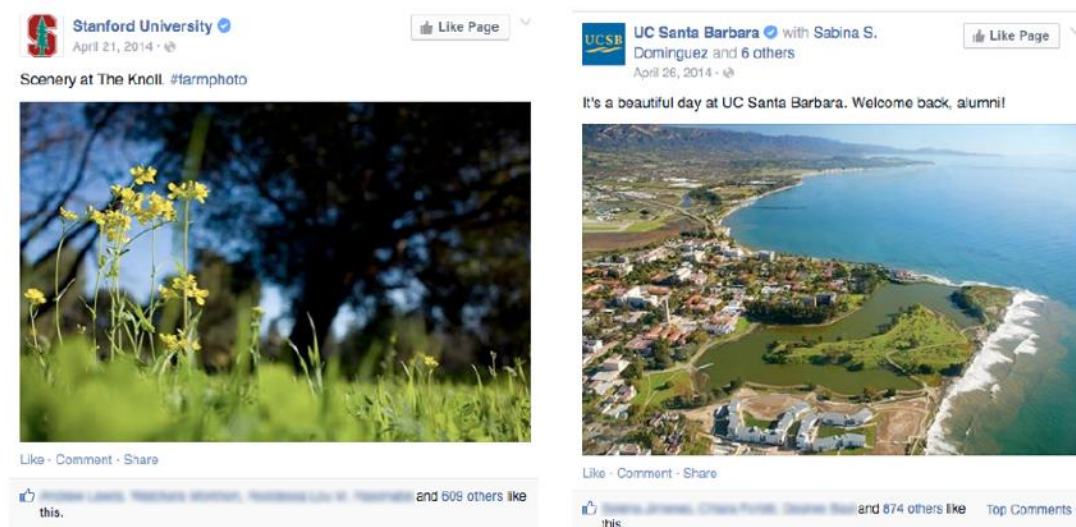 Stanford University
April 21, 2014 ·
Like Page
Scenery at The Knoll. #farmphoto
Like · Comment · Share
and 609 others like
this.
UCSB
UC Santa Barbara with Sabina S.
Dominguez and 6 others
April 26, 2014 ·
Like Page
It's a beautiful day at UC Santa Barbara. Welcome back, alumni!
Like · Comment · Share
and 874 others like Top Comments
this